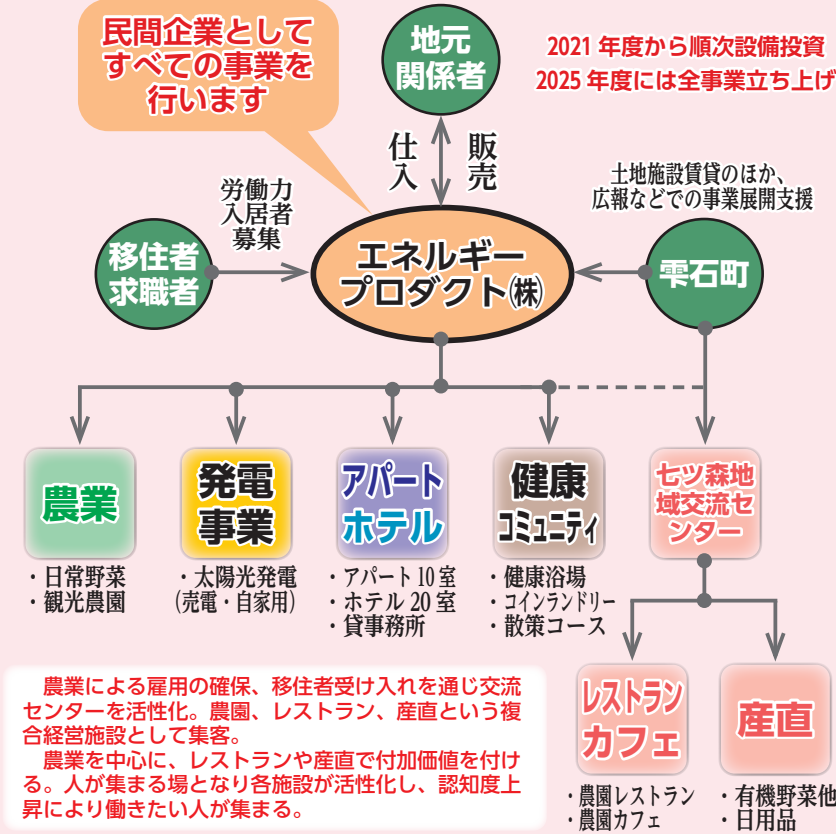 民間企業として
すべての事業を
行います
地元
関係者
2021 年度から順次設備投資
2025 年度には全事業立ち上げ
仕入
販売
労働力
入居者
募集
土地施設賃貸のほか、
広報などでの事業展開支援
移住者
求職者
エネルギー
プロダクト㈱
雫石町
農業
発電
事業
アパート
ホテル
健康
コミュニティ
七ツ森地
域交流セ
ンター
・日常野菜
・観光農園
・太陽光発電
(売電・自家用)
・アパート 10 室
・ホテル 20 室
・貸事務所
・健康浴場
・コインランドリー
・散策コース
農業による雇用の確保、移住者受け入れを通じ交流
センターを活性化。農園、レストラン、産直という複
合経営施設として集客。
農業を中心に、レストランや産直で付加価値を付け
る。人が集まる場となり各施設が活性化し、認知度上
昇により働きたい人が集まる。
レストラン
カフェ
産直
・農園レストラン
・農園カフェ
・有機野菜他
・日用品